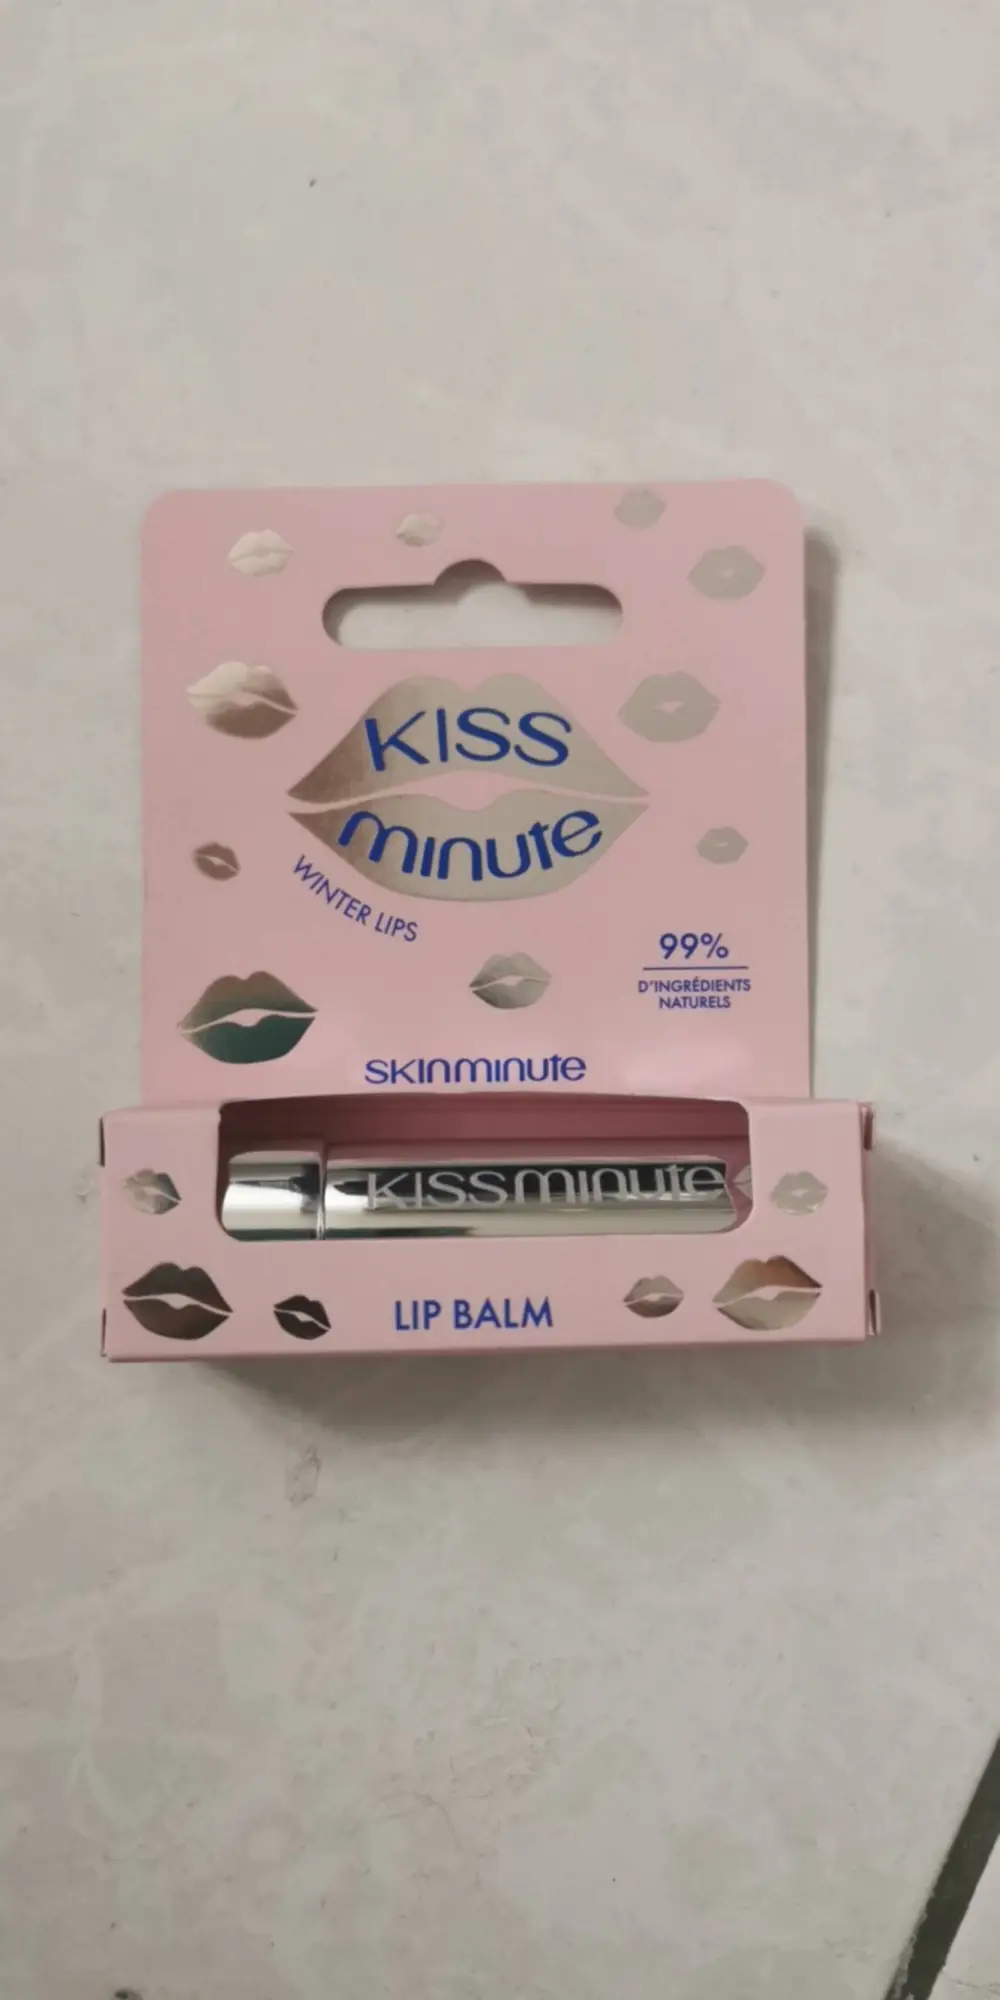 KISS
minute
WINTER LIPS
99%
D'INGRÉDIENTS
NATURELS
skinminute
KISSminute
LIP BALM